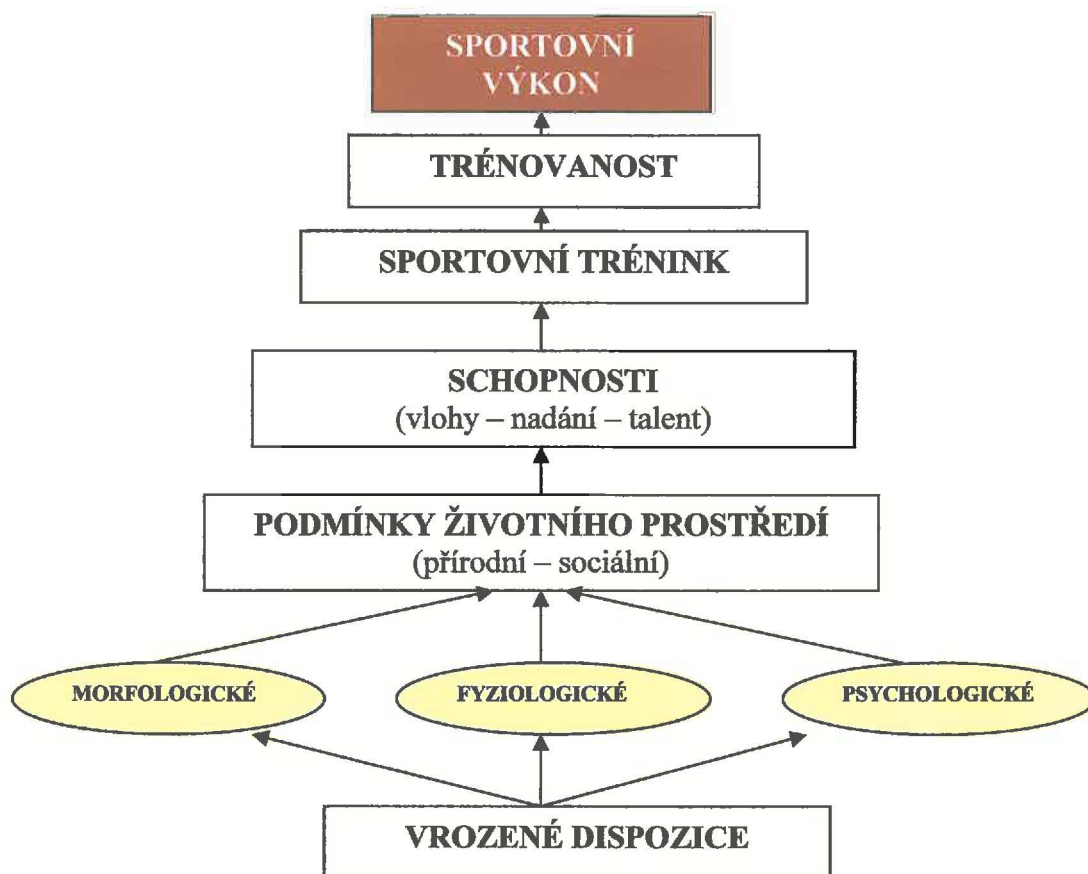 SPORTOVNÍ
VÝKON
TRÉNOVANOST
SPORTOVNÍ TRÉNINK
SCHOPNOSTI
(vlohy – nadání – talent)
PODMÍNKY ŽIVOTNÍHO PROSTŘEDÍ
(přírodní – sociální)
MORFOLOGICKÉ
FYZIOLOGICKÉ
PSYCHOLOGICKÉ
VROZENÉ DISPOZICE